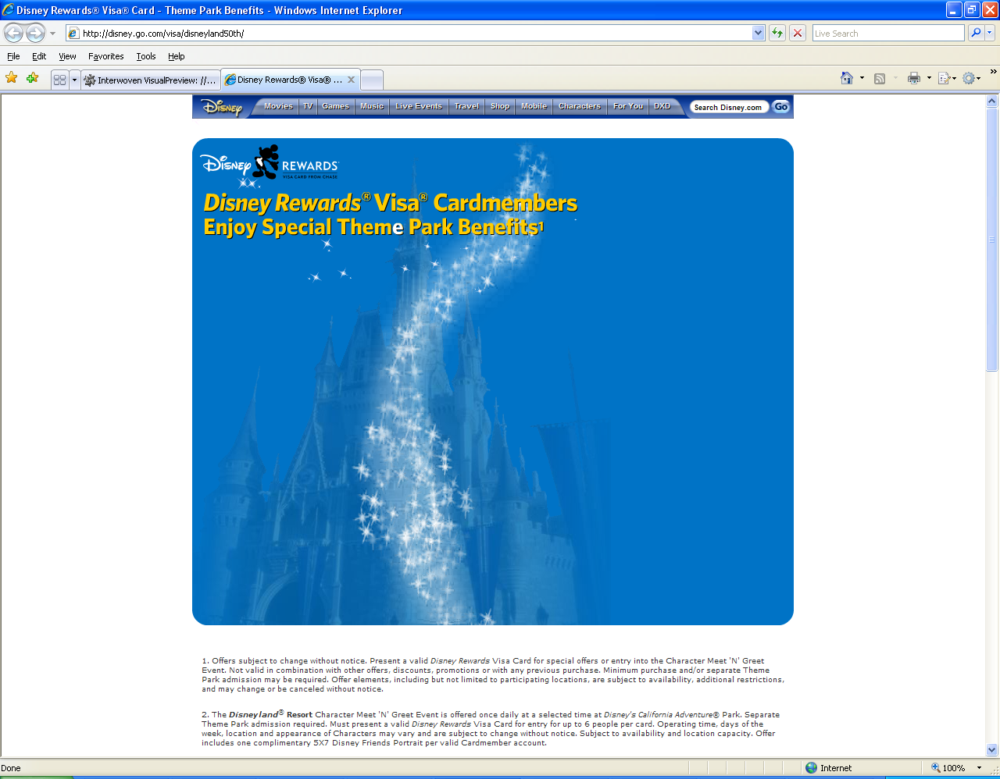 Disney Rewards® Visa® Card - Theme Park Benefits - Windows Internet Explorer
http://disney.go.com/visa/disneyland50th/
Live Search
File Edit View Favorites Tools Help
Interwoven VisualPreview: //...
Disney Rewards® Visa® ...
Disney Movies TV Games Music Live Events Travel Shop Mobile Characters For You DXD Search Disney.com Go
Disney REWARDS
VISA CARD FROM CHASE
Disney Rewards® Visa® Cardmembers
Enjoy Special Theme Park Benefits1
1. Offers subject to change without notice. Present a valid Disney Rewards Visa Card for special offers or entry into the Character Meet 'N' Greet
Event. Not valid in combination with other offers, discounts, promotions or with any previous purchase. Minimum purchase and/or separate Theme
Park admission may be required. Offer elements, including but not limited to participating locations, are subject to availability, additional restrictions,
and may change or be canceled without notice.
2. The Disneyland® Resort Character Meet 'N' Greet Event is offered once daily at a selected time at Disney's California Adventure® Park. Separate
Theme Park admission required. Must present a valid Disney Rewards Visa Card for entry for up to 6 people per card. Operating time, days of the
week, location and appearance of Characters may vary and are subject to change without notice. Subject to availability and location capacity. Offer
includes one complimentary 5X7 Disney Friends Portrait per valid Cardmember account.
Done
Internet
100%